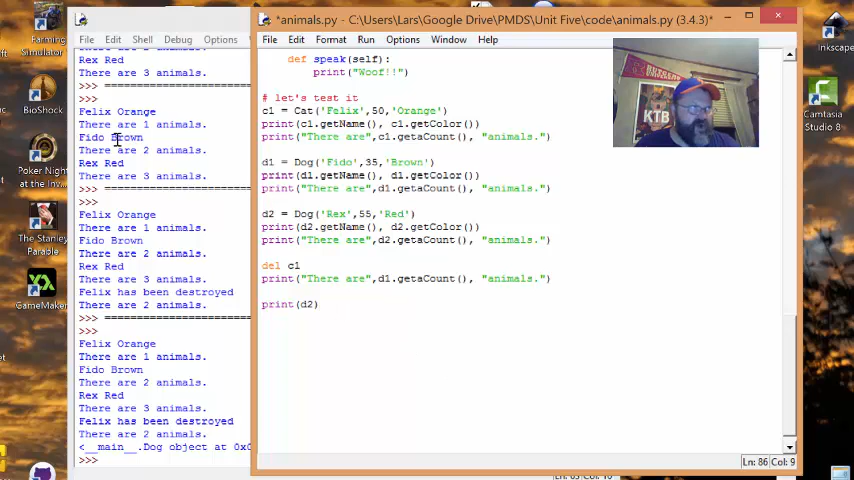 Farming
Simulator
BioShock
Poker Night
at the Inv...
The Stanley
Parable
GameMaker
File Edit Shell Debug Options
Rex Red
There are 3 animals.
>>> ================================
>>>
Felix Orange
There are 1 animals.
Fido Brown
There are 2 animals.
Rex Red
There are 3 animals.
>>> ================================
>>>
Felix Orange
There are 1 animals.
Fido Brown
There are 2 animals.
Rex Red
There are 3 animals.
Felix has been destroyed
There are 2 animals.
>>> ================================
>>>
Felix Orange
There are 1 animals.
Fido Brown
There are 2 animals.
Rex Red
There are 3 animals.
Felix has been destroyed
There are 2 animals.
<__main__.Dog object at 0x0
>>>
*animals.py - C:\Users\Lars\Google Drive\PMDS\Unit Five\code\animals.py (3.4.3)*
File Edit Format Run Options Window Help
def speak(self):
print("Woof!!")
# let's test it
c1 = Cat('Felix',50,'Orange')
print(c1.getName(), c1.getColor())
print("There are",c1.getaCount(), "animals.")
d1 = Dog('Fido',35,'Brown')
print(d1.getName(), d1.getColor())
print("There are",d1.getaCount(), "animals.")
d2 = Dog('Rex',55,'Red')
print(d2.getName(), d2.getColor())
print("There are",d2.getaCount(), "animals.")
del c1
print("There are",d1.getaCount(), "animals.")
print(d2)
Ln: 86 Col: 9
KTB
Inkscape
Camtasia
Studio 8